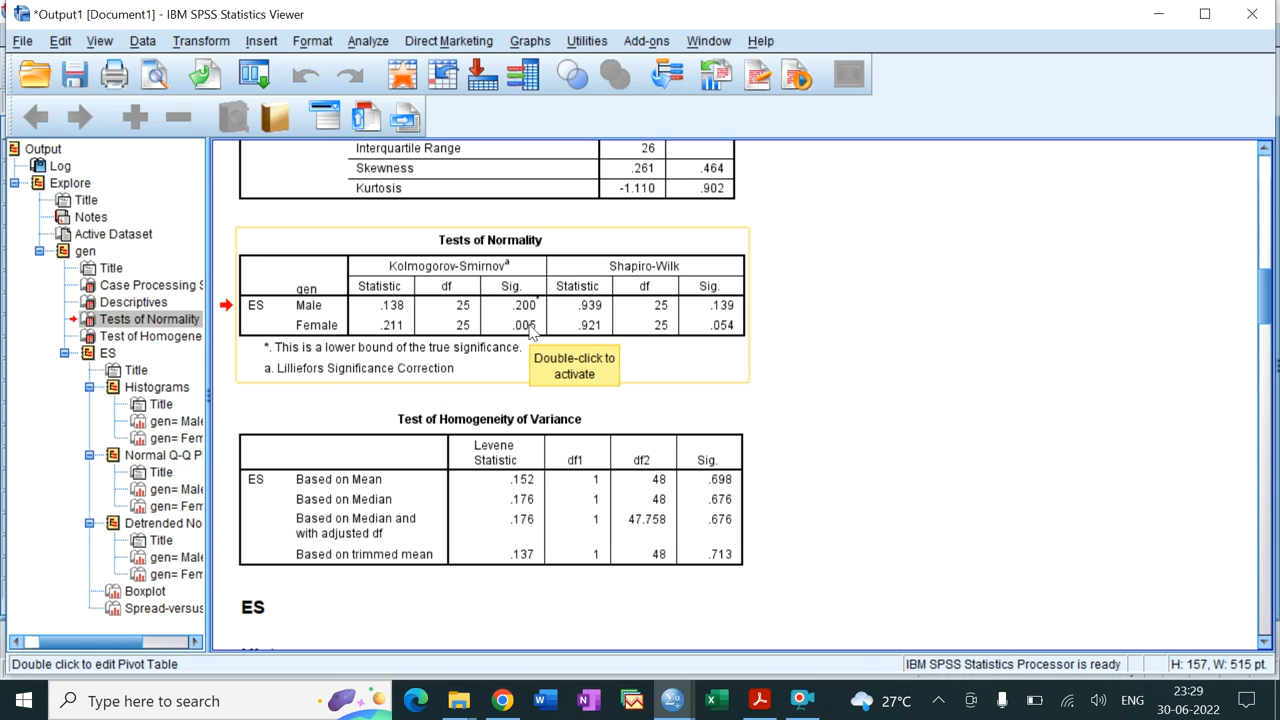 *Output1 [Document1] - IBM SPSS Statistics Viewer
File Edit View Data Transform Insert Format Analyze Direct Marketing Graphs Utilities Add-ons Window Help
Output
Log
Explore
Title
Notes
Active Dataset
gen
Title
Case Processing S
Descriptives
Tests of Normality
Test of Homogene
ES
Title
Histograms
Title
gen= Male
gen= Fem
Normal Q-Q P
Title
gen= Male
gen= Fem
Detrended No
Title
gen= Male
gen= Fem
Boxplot
Spread-versus
Interquartile Range 26
Skewness .261 .464
Kurtosis -1.110 .902
Tests of Normality
Kolmogorov-Smirnovª Shapiro-Wilk
gen Statistic df Sig. Statistic df Sig.
ES Male .138 25 .200* .939 25 .139
Female .211 25 .921 25 .054
*. This is a lower bound of the true significance.
a. Lilliefors Significance Correction
Double-click to
activate
Test of Homogeneity of Variance
Levene
Statistic df1 df2 Sig.
ES Based on Mean .152 1 48 .698
Based on Median .176 1 48 .676
Based on Median and
with adjusted df .176 1 47.758 .676
Based on trimmed mean .137 1 48 .713
ES
Double click to edit Pivot Table
IBM SPSS Statistics Processor is ready
H: 157, W: 515 pt.
Type here to search
27°C
ENG
23:29
30-06-2022